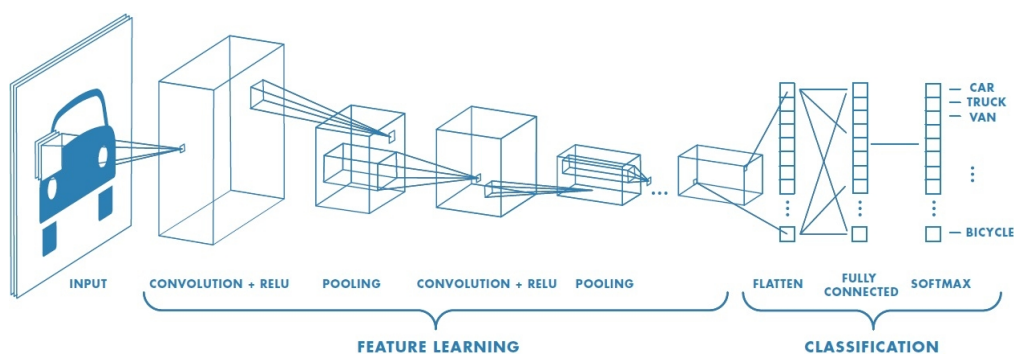 CAR
TRUCK
VAN
BICYCLE
INPUT
CONVOLUTION + RELU
POOLING
CONVOLUTION + RELU
POOLING
FLATTEN
FULLY
CONNECTED
SOFTMAX
FEATURE LEARNING
CLASSIFICATION